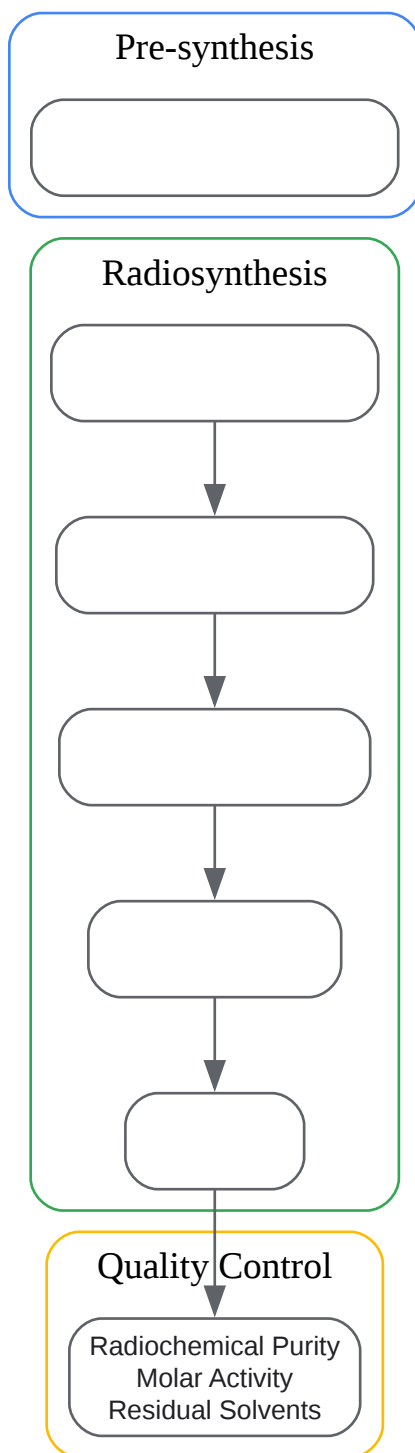 Pre-synthesis
Radiosynthesis
Quality Control
Radiochemical Purity
Molar Activity
Residual Solvents